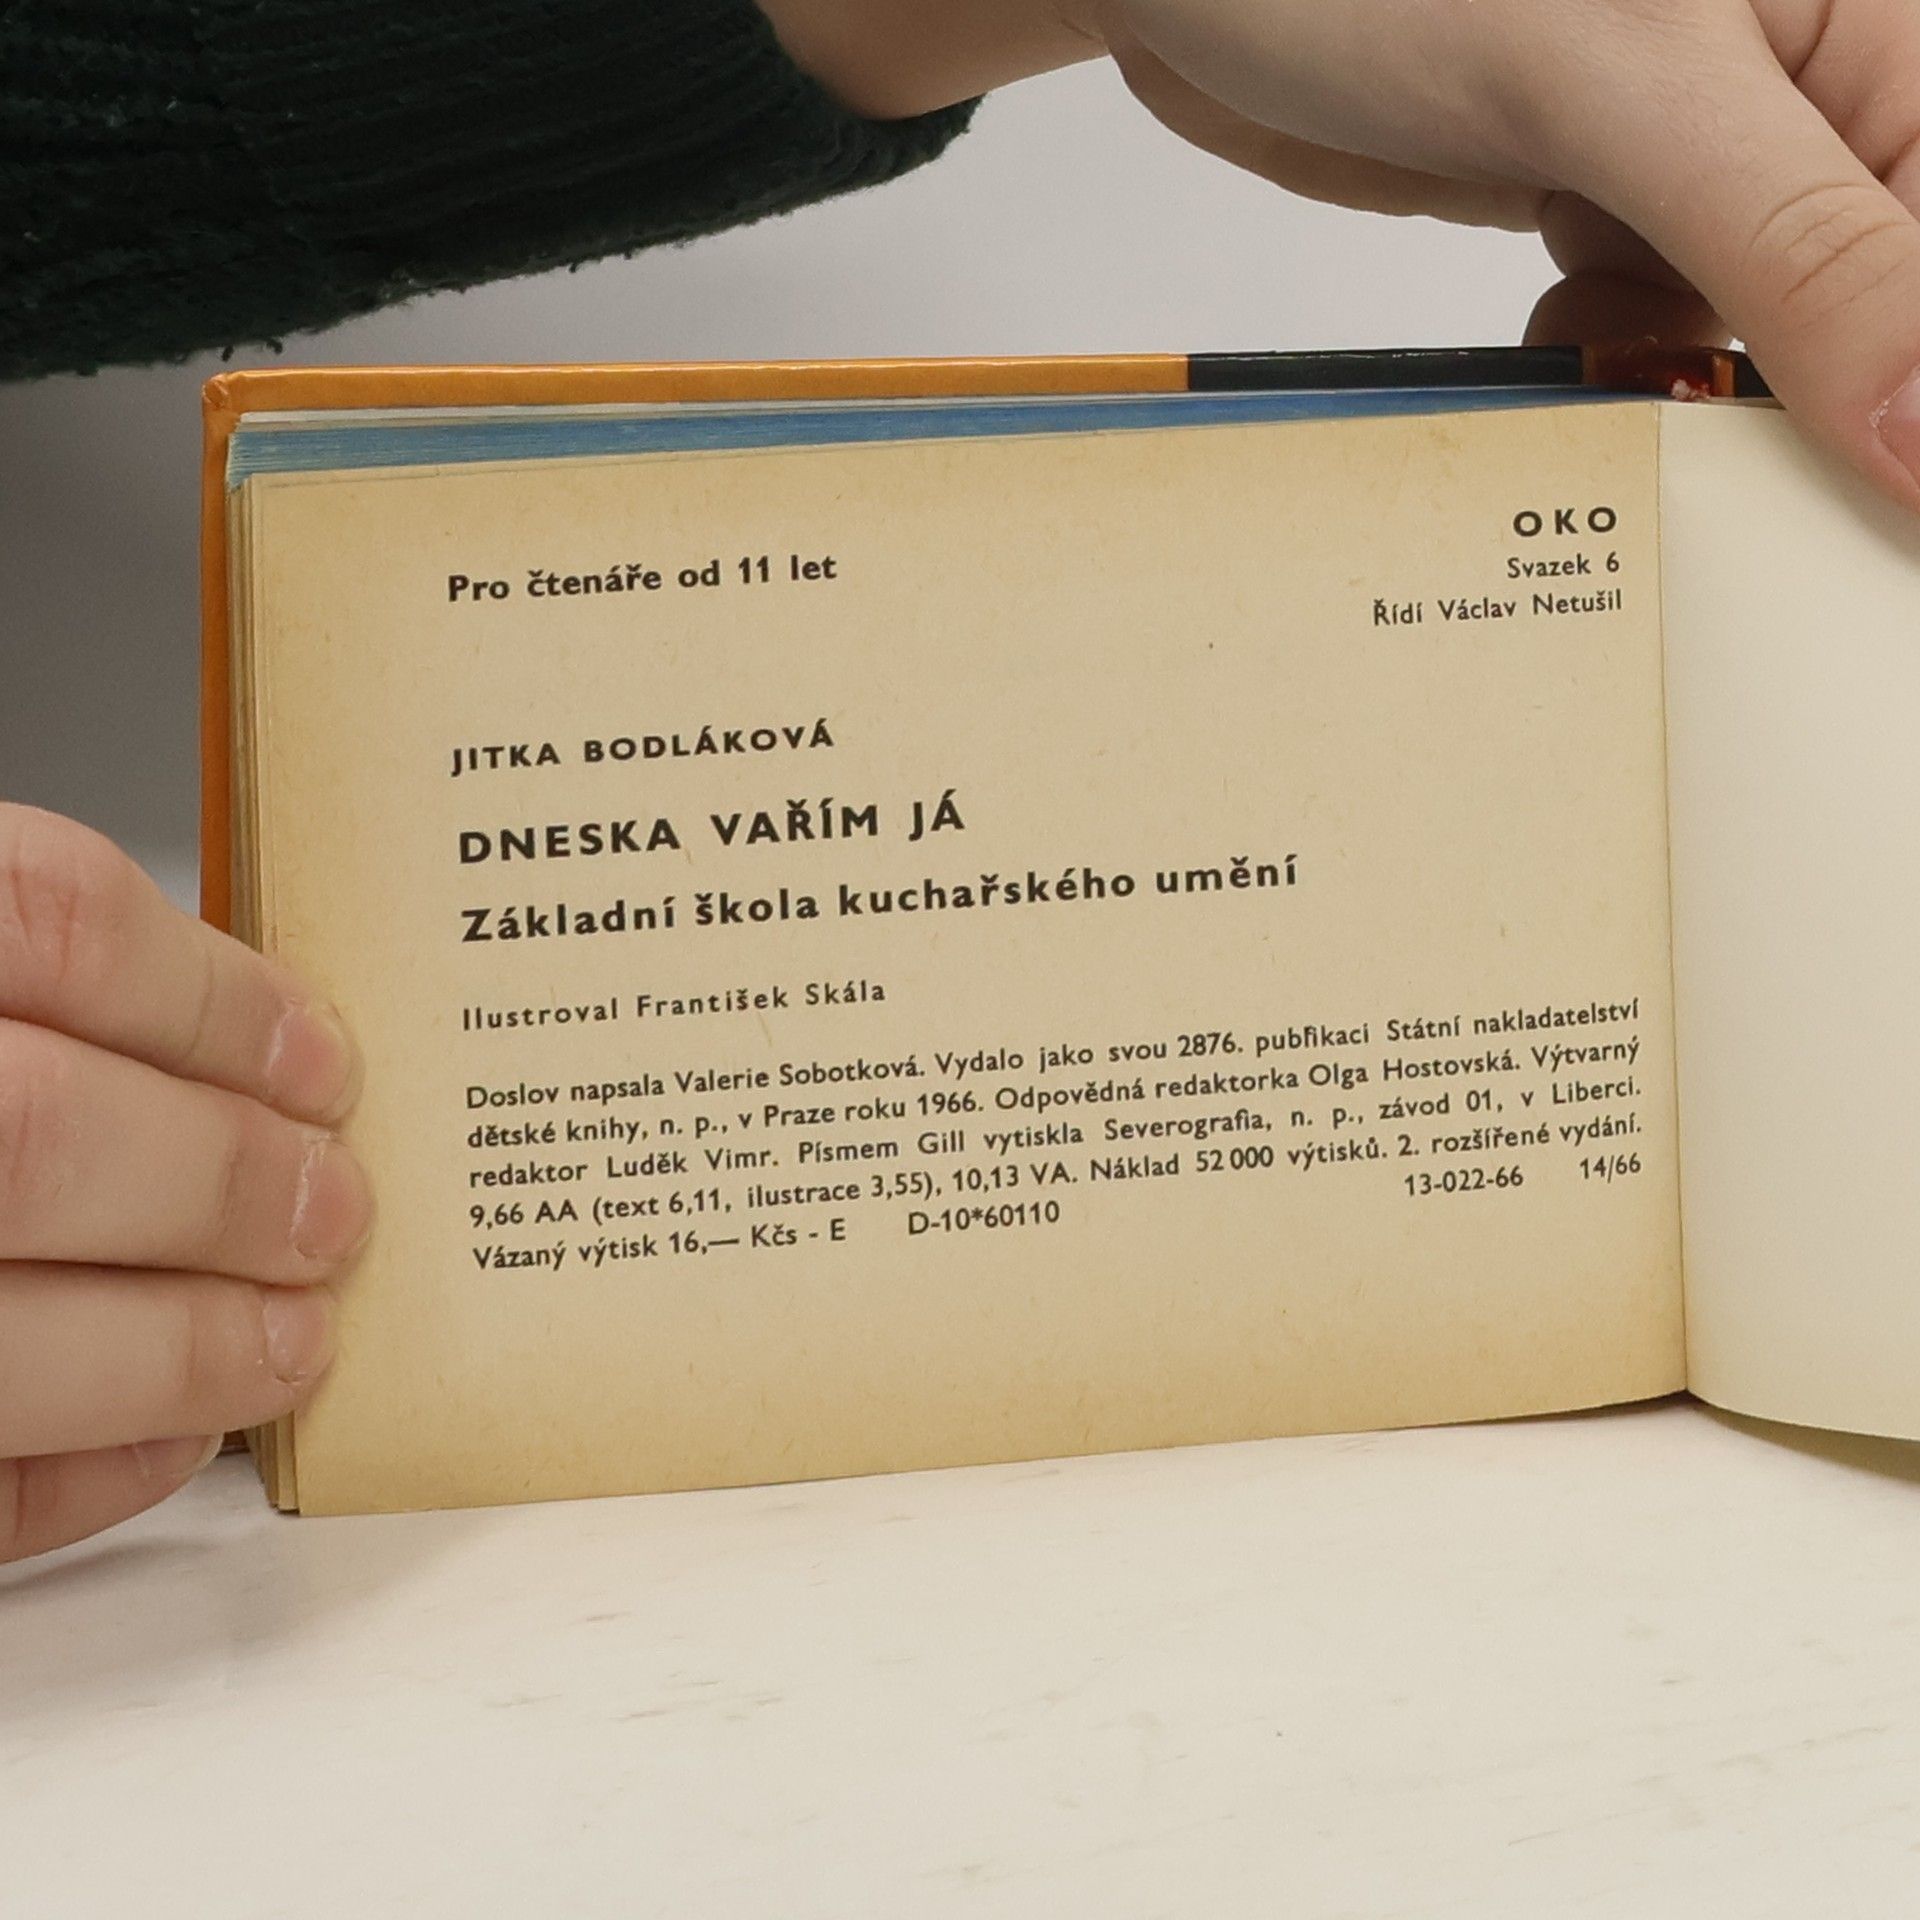 Pro čtenáře od 11 let
OKO
Svazek 6
Řídí Václav Netušil
JITKA BODLÁKOVÁ
DNESKA VAŘÍM JÁ
Základní škola kuchařského umění
Ilustroval František Skála
Doslov napsala Valerie Sobotková. Vydalo jako svou 2876. publikaci Státní nakladatelství
dětské knihy, n. p., v Praze roku 1966. Odpovědná redaktorka Olga Hostovská. Výtvarný
redaktor Luděk Vimr. Písmem Gill vytiskla Severografia, n. p., závod 01, v Liberci.
9,66 AA (text 6,11, ilustrace 3,55), 10,13 VA. Náklad 52 000 výtisků. 2. rozšířené vydání.
Vázaný výtisk 16,— Kčs - E D-10*60110 13-022-66 14/66